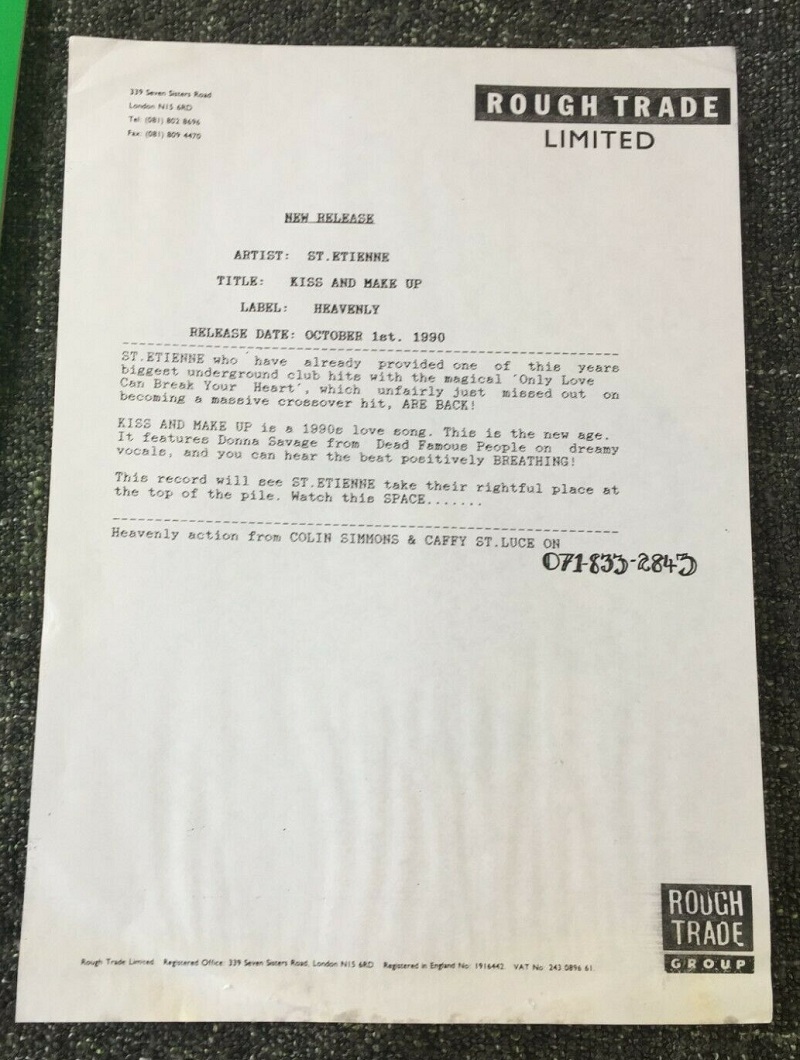 339 Seven Sisters Road
London N15 6RD
Tel: (081) 802 8696
Fax: (081) 809 4470
ROUGH TRADE
LIMITED
NEW RELEASE
ARTIST: ST.ETIENNE
TITLE: KISS AND MAKE UP
LABEL: HEAVENLY
RELEASE DATE: OCTOBER 1st. 1990
ST.ETIENNE who have already provided one of this years
biggest underground club hits with the magical 'Only Love
Can Break Your Heart', which unfairly just missed out on
becoming a massive crossover hit, ARE BACK!
KISS AND MAKE UP is a 1990s love song. This is the new age.
It features Donna Savage from Dead Famous People on dreamy
vocals, and you can hear the beat positively BREATHING!
This record will see ST.ETIENNE take their rightful place at
the top of the pile. Watch this SPACE.......
Heavenly action from COLIN SIMMONS & CAFFY ST.LUCE ON
071-833-2843
ROUGH
TRADE
GROUP
Rough Trade Limited. Registered Office: 339 Seven Sisters Road, London N15 6RD Registered in England No: 1916442. VAT No. 243 0896 61.